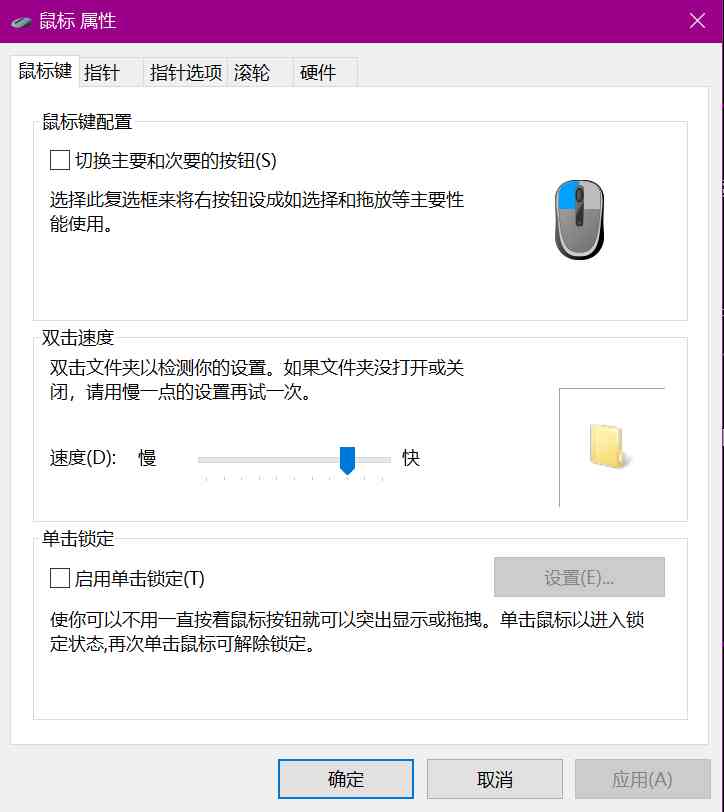 鼠标 属性
鼠标键 指针 指针选项 滚轮 硬件
鼠标键配置
切换主要和次要的按钮(S)
选择此复选框来将右按钮设成如选择和拖放等主要性
能使用。
双击速度
双击文件夹以检测你的设置。如果文件夹没打开或关
闭，请用慢一点的设置再试一次。
速度(D): 慢 快
单击锁定
启用单击锁定(T) 设置(E)...
使你可以不用一直按着鼠标按钮就可以突出显示或拖拽。单击鼠标以进入锁
定状态,再次单击鼠标可解除锁定。
确定 取消 应用(A)